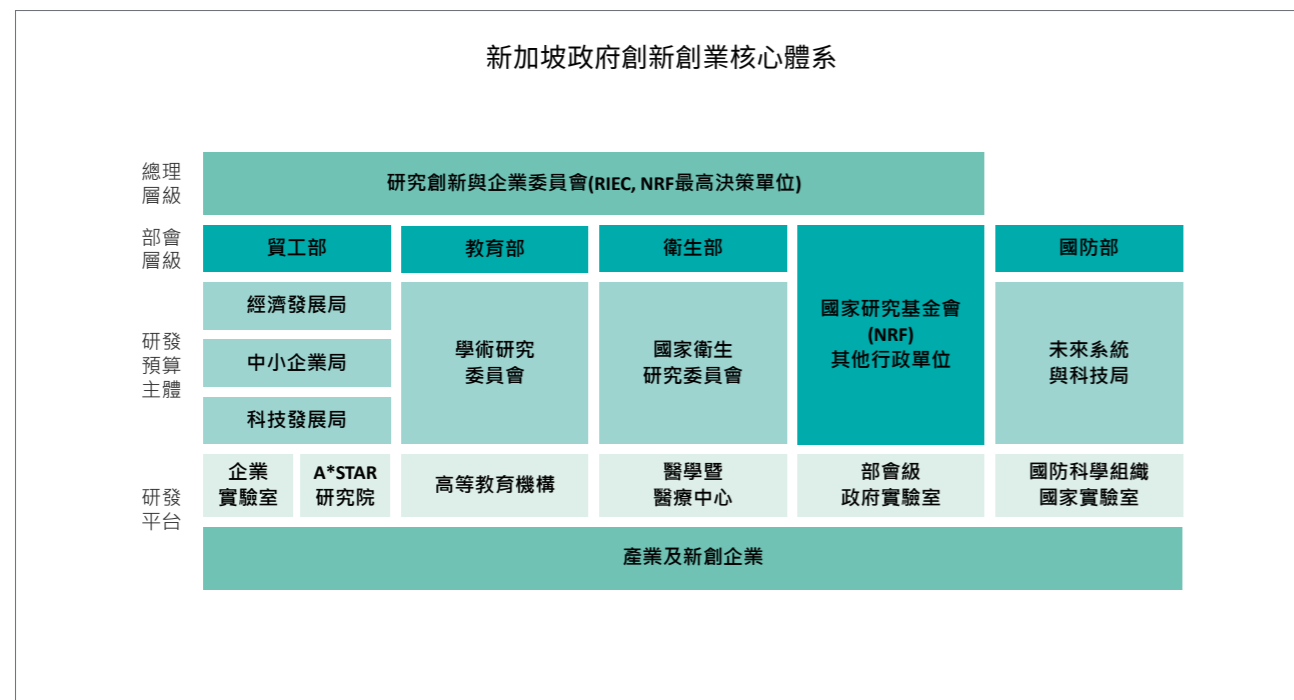 新加坡政府創新創業核心體系
總理
層級
研究創新與企業委員會(RIEC, NRF最高決策單位)
部會
層級
貿工部
教育部
衛生部
國防部
研發
預算
主體
經濟發展局
中小企業局
科技發展局
學術研究
委員會
國家衛生
研究委員會
國家研究基金會
(NRF)
其他行政單位
未來系統
與科技局
研發
平台
企業
實驗室
A*STAR
研究院
高等教育機構
醫學暨
醫療中心
部會級
政府實驗室
國防科學組織
國家實驗室
產業及新創企業